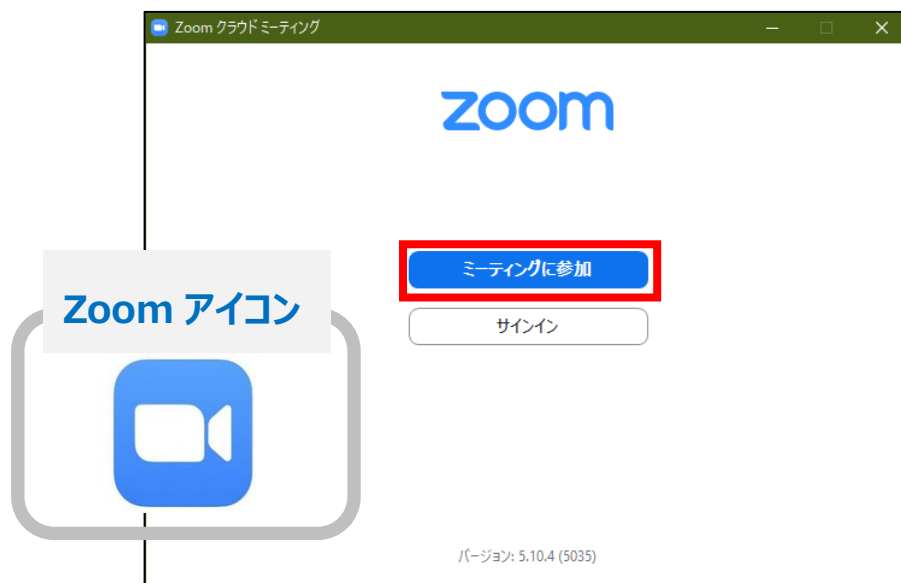 Zoom クラウド ミーティング
zoom
ミーティングに参加
Zoom アイコン
サインイン
バージョン: 5.10.4 (5035)